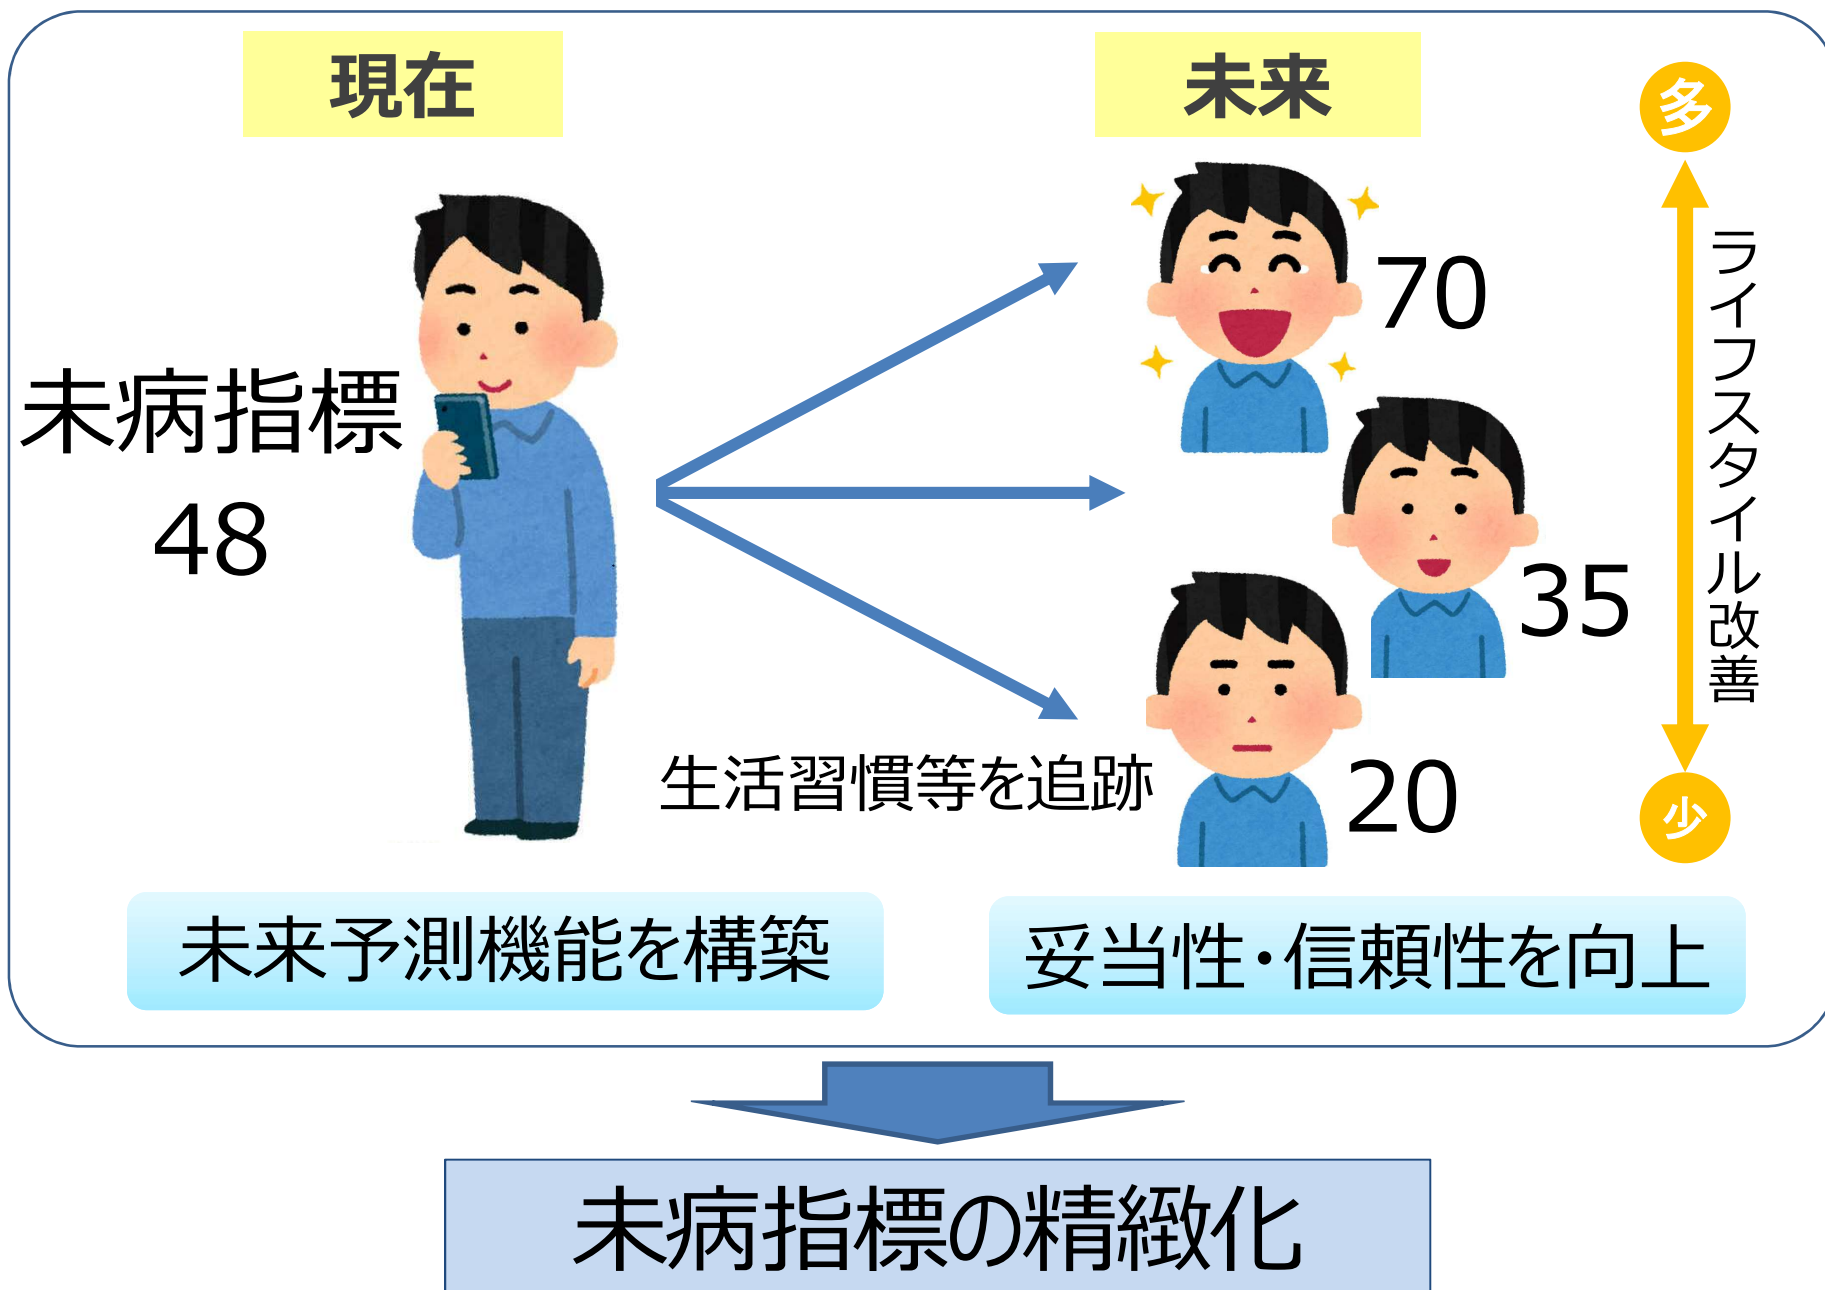 現在
未来
多
ライフスタイル改善
少
未病指標
48
70
35
20
生活習慣等を追跡
未来予測機能を構築
妥当性・信頼性を向上
未病指標の精緻化